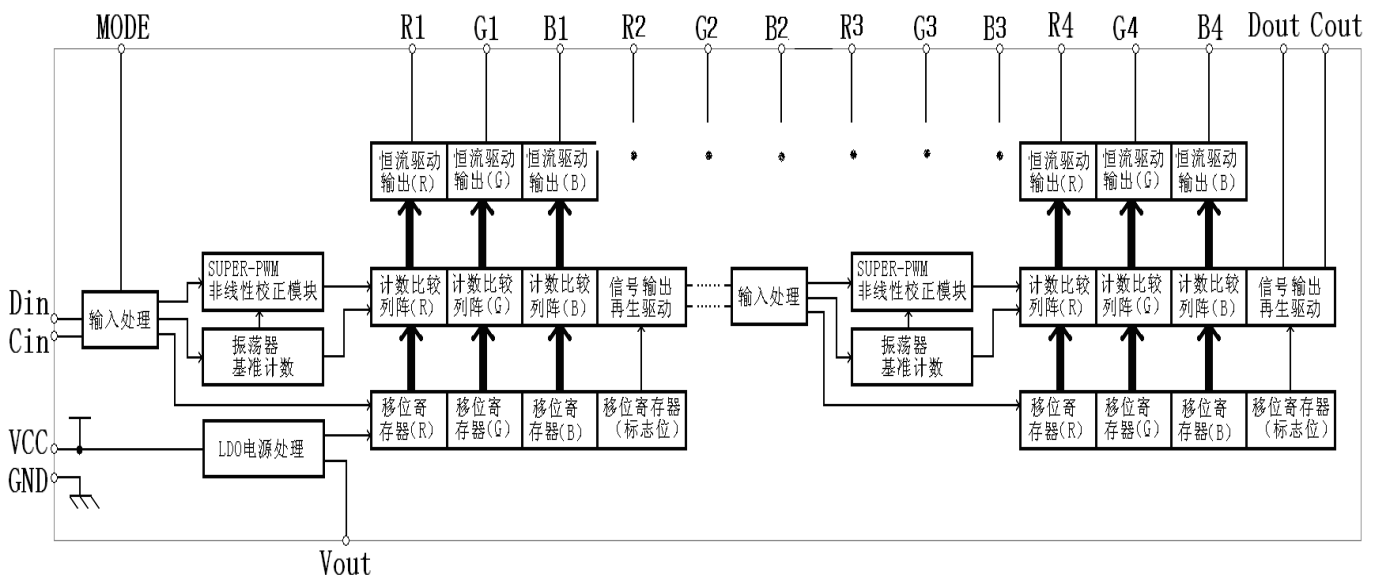 MODE R1 G1 B1 R2 G2 B2 R3 G3 B3 R4 G4 B4 Dout Cout
恒流驱动 恒流驱动 恒流驱动 恒流驱动 恒流驱动 恒流驱动
输出(R) 输出(G) 输出(B) 输出(R) 输出(G) 输出(B)
SUPER-PWM 计数比较 计数比较 计数比较 信号输出 SUPER-PWM 计数比较 计数比较 计数比较 信号输出
非线性校正模块 列阵(R) 列阵(G) 列阵(B) 再生驱动 非线性校正模块 列阵(R) 列阵(G) 列阵(B) 再生驱动
Din 输入处理 输入处理
Cin
振荡器 振荡器
基准计数 基准计数
移位寄 移位寄 移位寄 移位寄存器 移位寄 移位寄 移位寄 移位寄存器
存器(R) 存器(G) 存器(B) (标志位) 存器(R) 存器(G) 存器(B) (标志位)
VCC LDO电源处理
GND
Vout